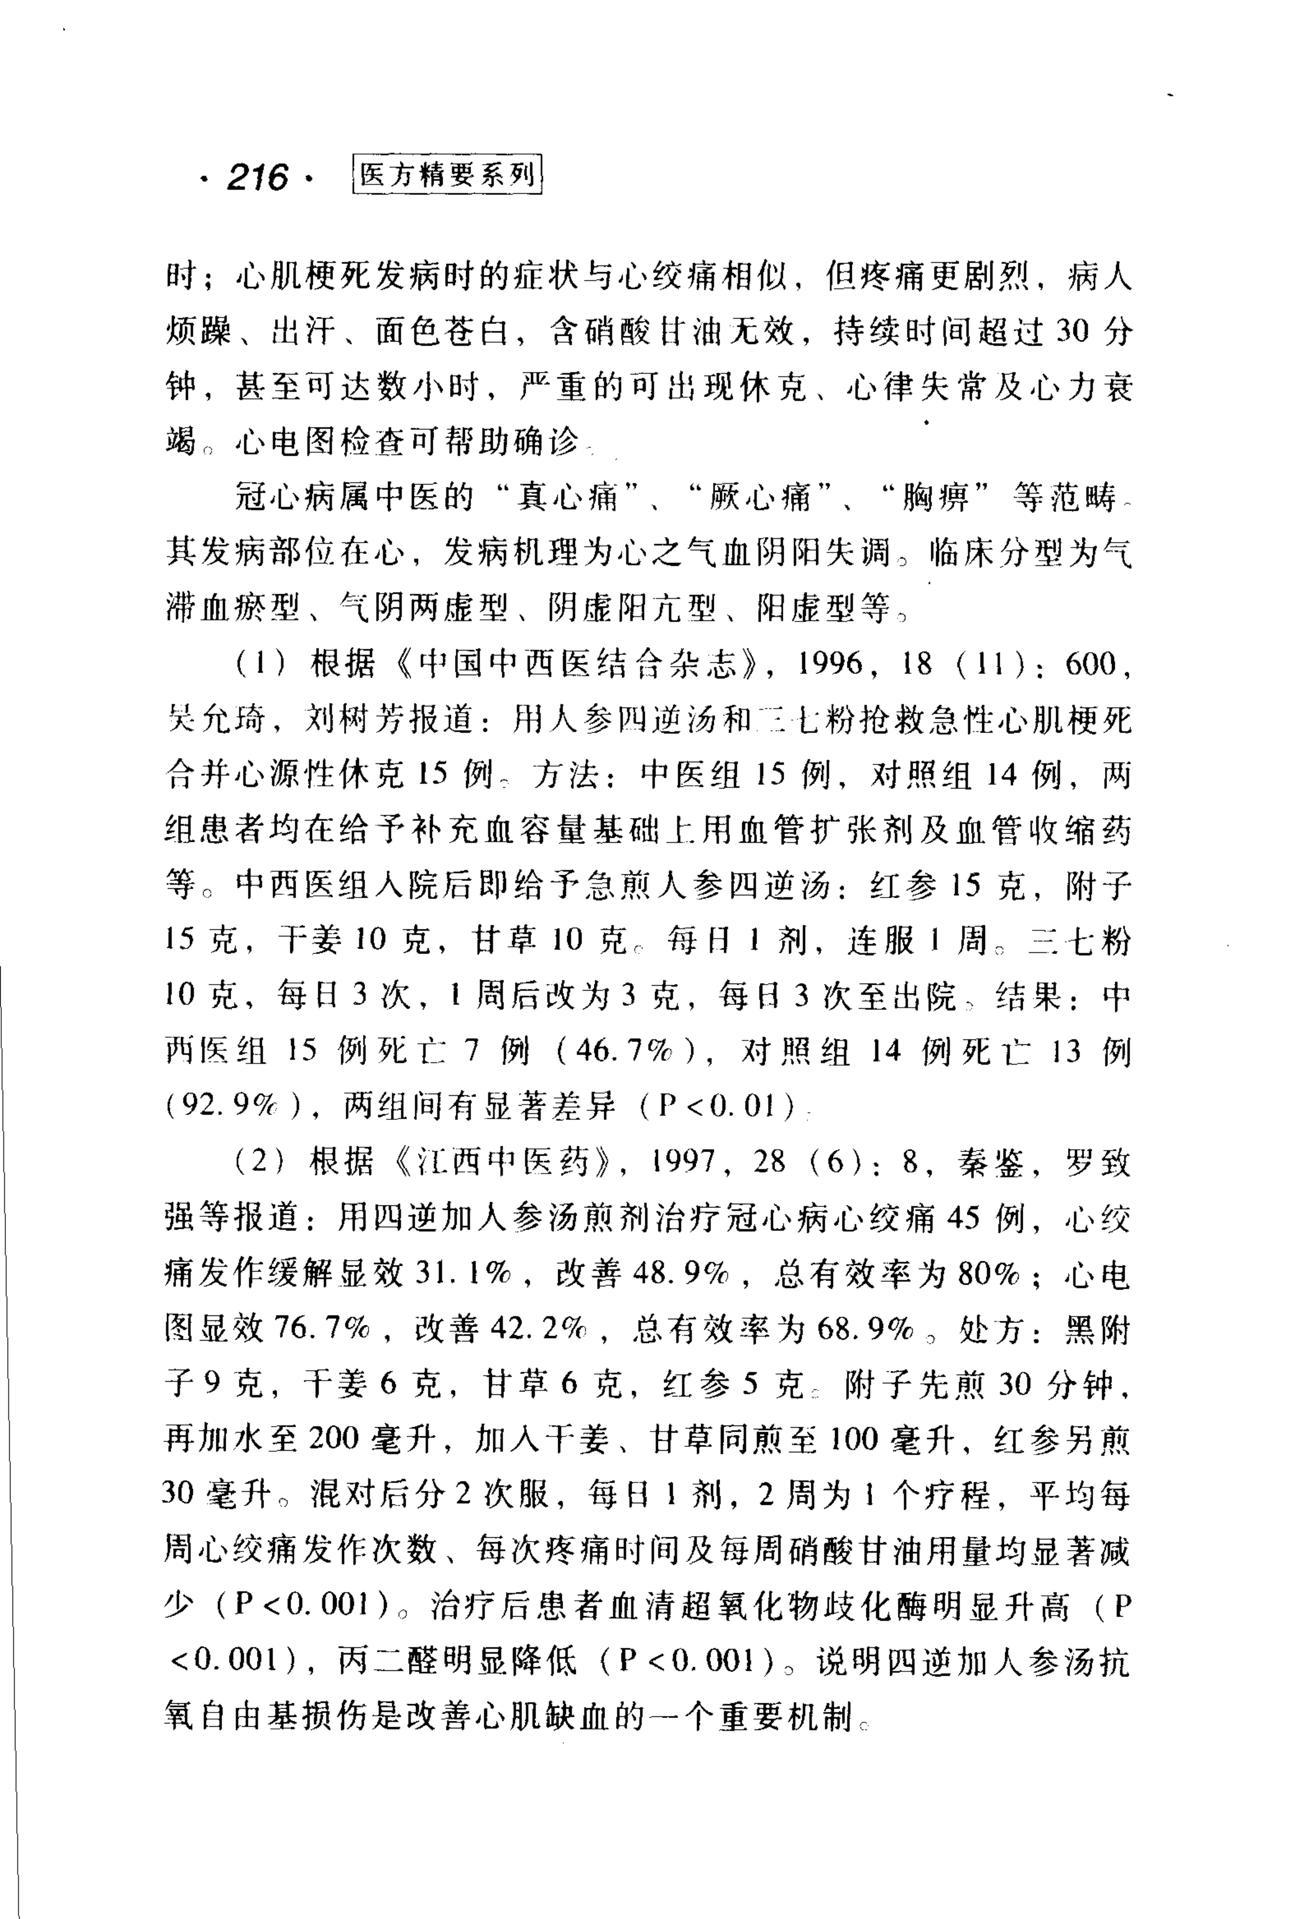 ·216· 医方精要系列
时；心肌梗死发病时的症状与心绞痛相似，但疼痛更剧烈，病人
烦躁、出汗、面色苍白，含硝酸甘油无效，持续时间超过 30 分
钟，甚至可达数小时，严重的可出现休克、心律失常及心力衰
竭。心电图检查可帮助确诊。
冠心病属中医的“真心痛”、“厥心痛”、“胸痹”等范畴。
其发病部位在心，发病机理为心之气血阴阳失调。临床分型为气
滞血瘀型、气阴两虚型、阴虚阳亢型、阳虚型等。
(1) 根据《中国中西医结合杂志》，1996，18 (11)：600，
吴允琦，刘树芳报道：用人参四逆汤和三七粉抢救急性心肌梗死
合并心源性休克 15 例。方法：中医组 15 例，对照组 14 例，两
组患者均在给予补充血容量基础上用血管扩张剂及血管收缩药
等。中西医组入院后即给予急煎人参四逆汤：红参 15 克，附子
15 克，干姜 10 克，甘草 10 克。每日 1 剂，连服 1 周。三七粉
10 克，每日 3 次，1 周后改为 3 克，每日 3 次至出院。结果：中
西医组 15 例死亡 7 例 (46.7%)，对照组 14 例死亡 13 例
(92.9%)，两组间有显著差异 (P<0.01)。
(2) 根据《江西中医药》，1997，28 (6)：8，秦鉴，罗致
强等报道：用四逆加人参汤煎剂治疗冠心病心绞痛 45 例，心绞
痛发作缓解显效 31.1%，改善 48.9%，总有效率为 80%；心电
图显效 76.7%，改善 42.2%，总有效率为 68.9%。处方：黑附
子 9 克，干姜 6 克，甘草 6 克，红参 5 克。附子先煎 30 分钟，
再加水至 200 毫升，加入干姜、甘草同煎至 100 毫升，红参另煎
30 毫升。混对后分 2 次服，每日 1 剂，2 周为 1 个疗程，平均每
周心绞痛发作次数、每次疼痛时间及每周硝酸甘油用量均显著减
少 (P<0.001)。治疗后患者血清超氧化物歧化酶明显升高 (P
<0.001)，丙二醛明显降低 (P<0.001)。说明四逆加人参汤抗
氧自由基损伤是改善心肌缺血的一个重要机制。